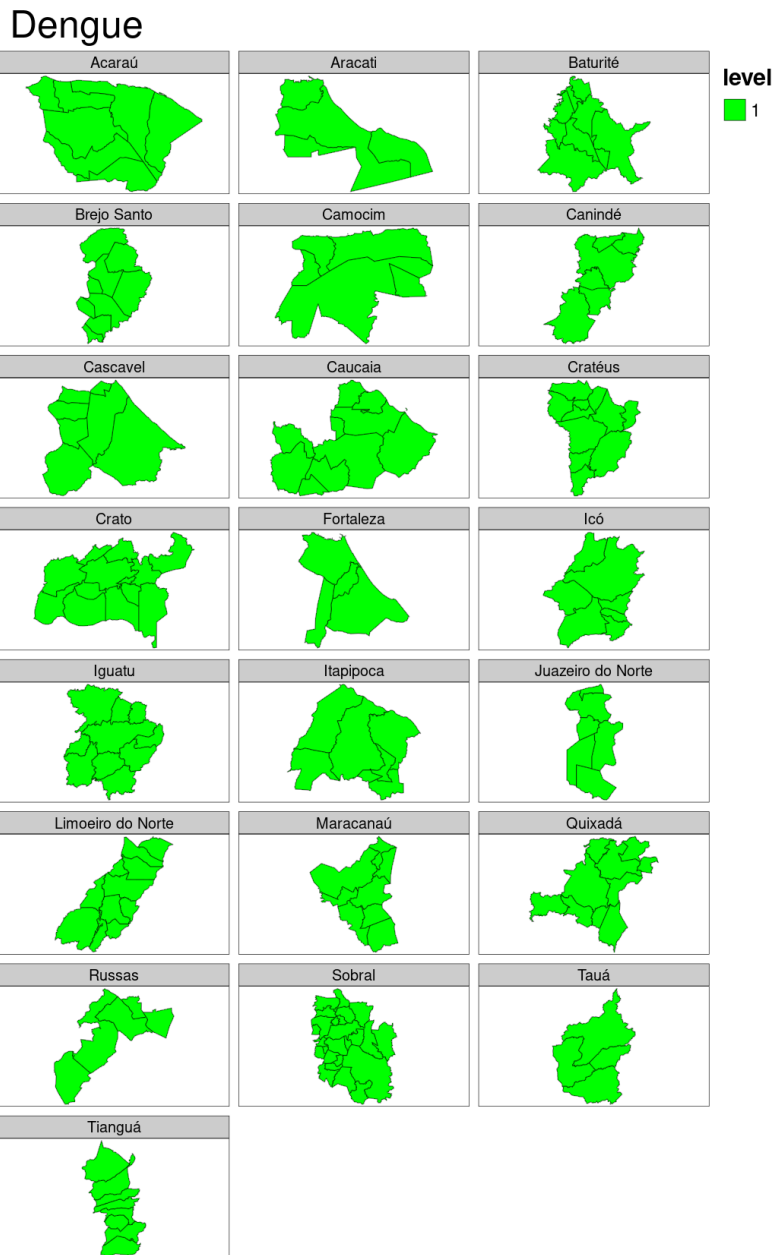 Dengue
Acaraú
Aracati
Baturité
level
1
Brejo Santo
Camocim
Canindé
Cascavel
Caucaia
Cratéus
Crato
Fortaleza
Icó
Iguatu
Itapipoca
Juazeiro do Norte
Limoeiro do Norte
Maracanaú
Quixadá
Russas
Sobral
Tauá
Tianguá